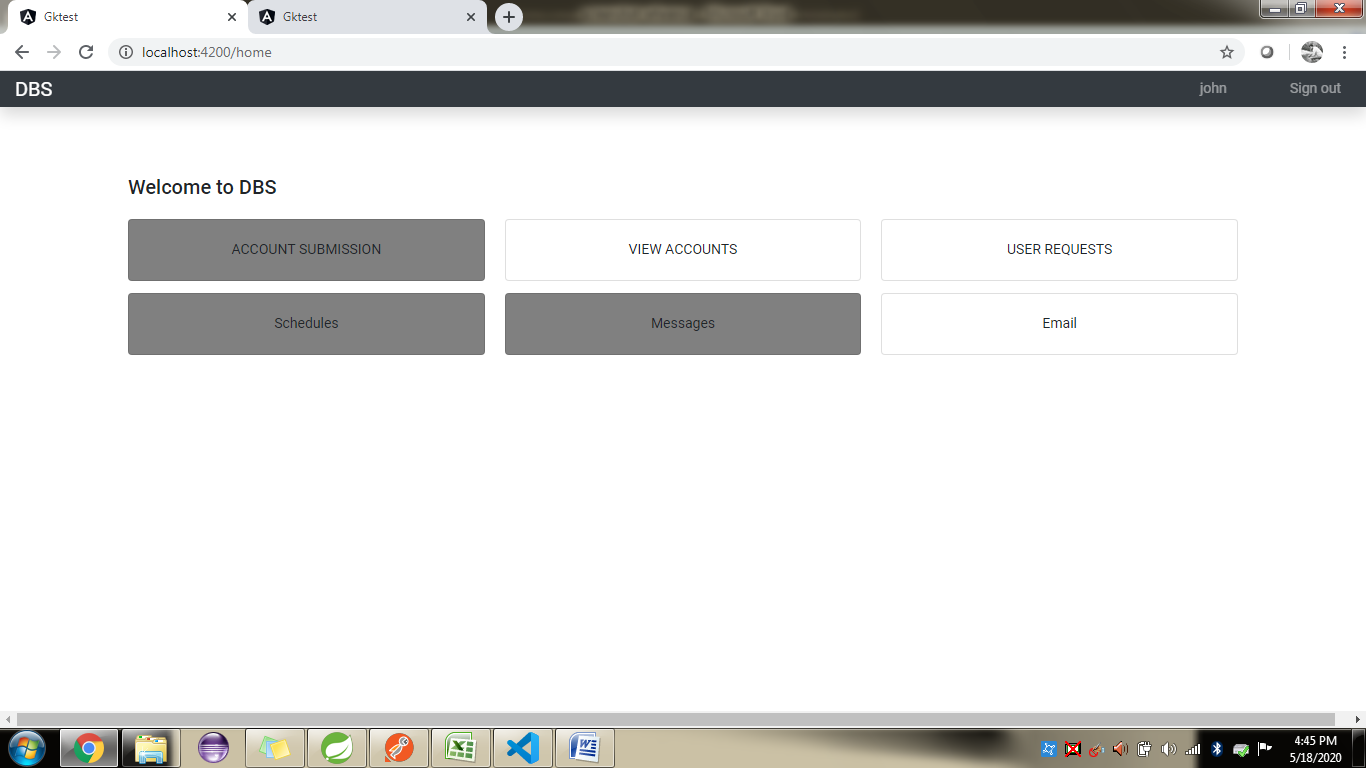 Gktest
Gktest
localhost:4200/home
DBS
john
Sign out
Welcome to DBS
ACCOUNT SUBMISSION
VIEW ACCOUNTS
USER REQUESTS
Schedules
Messages
Email
4:45 PM
5/18/2020